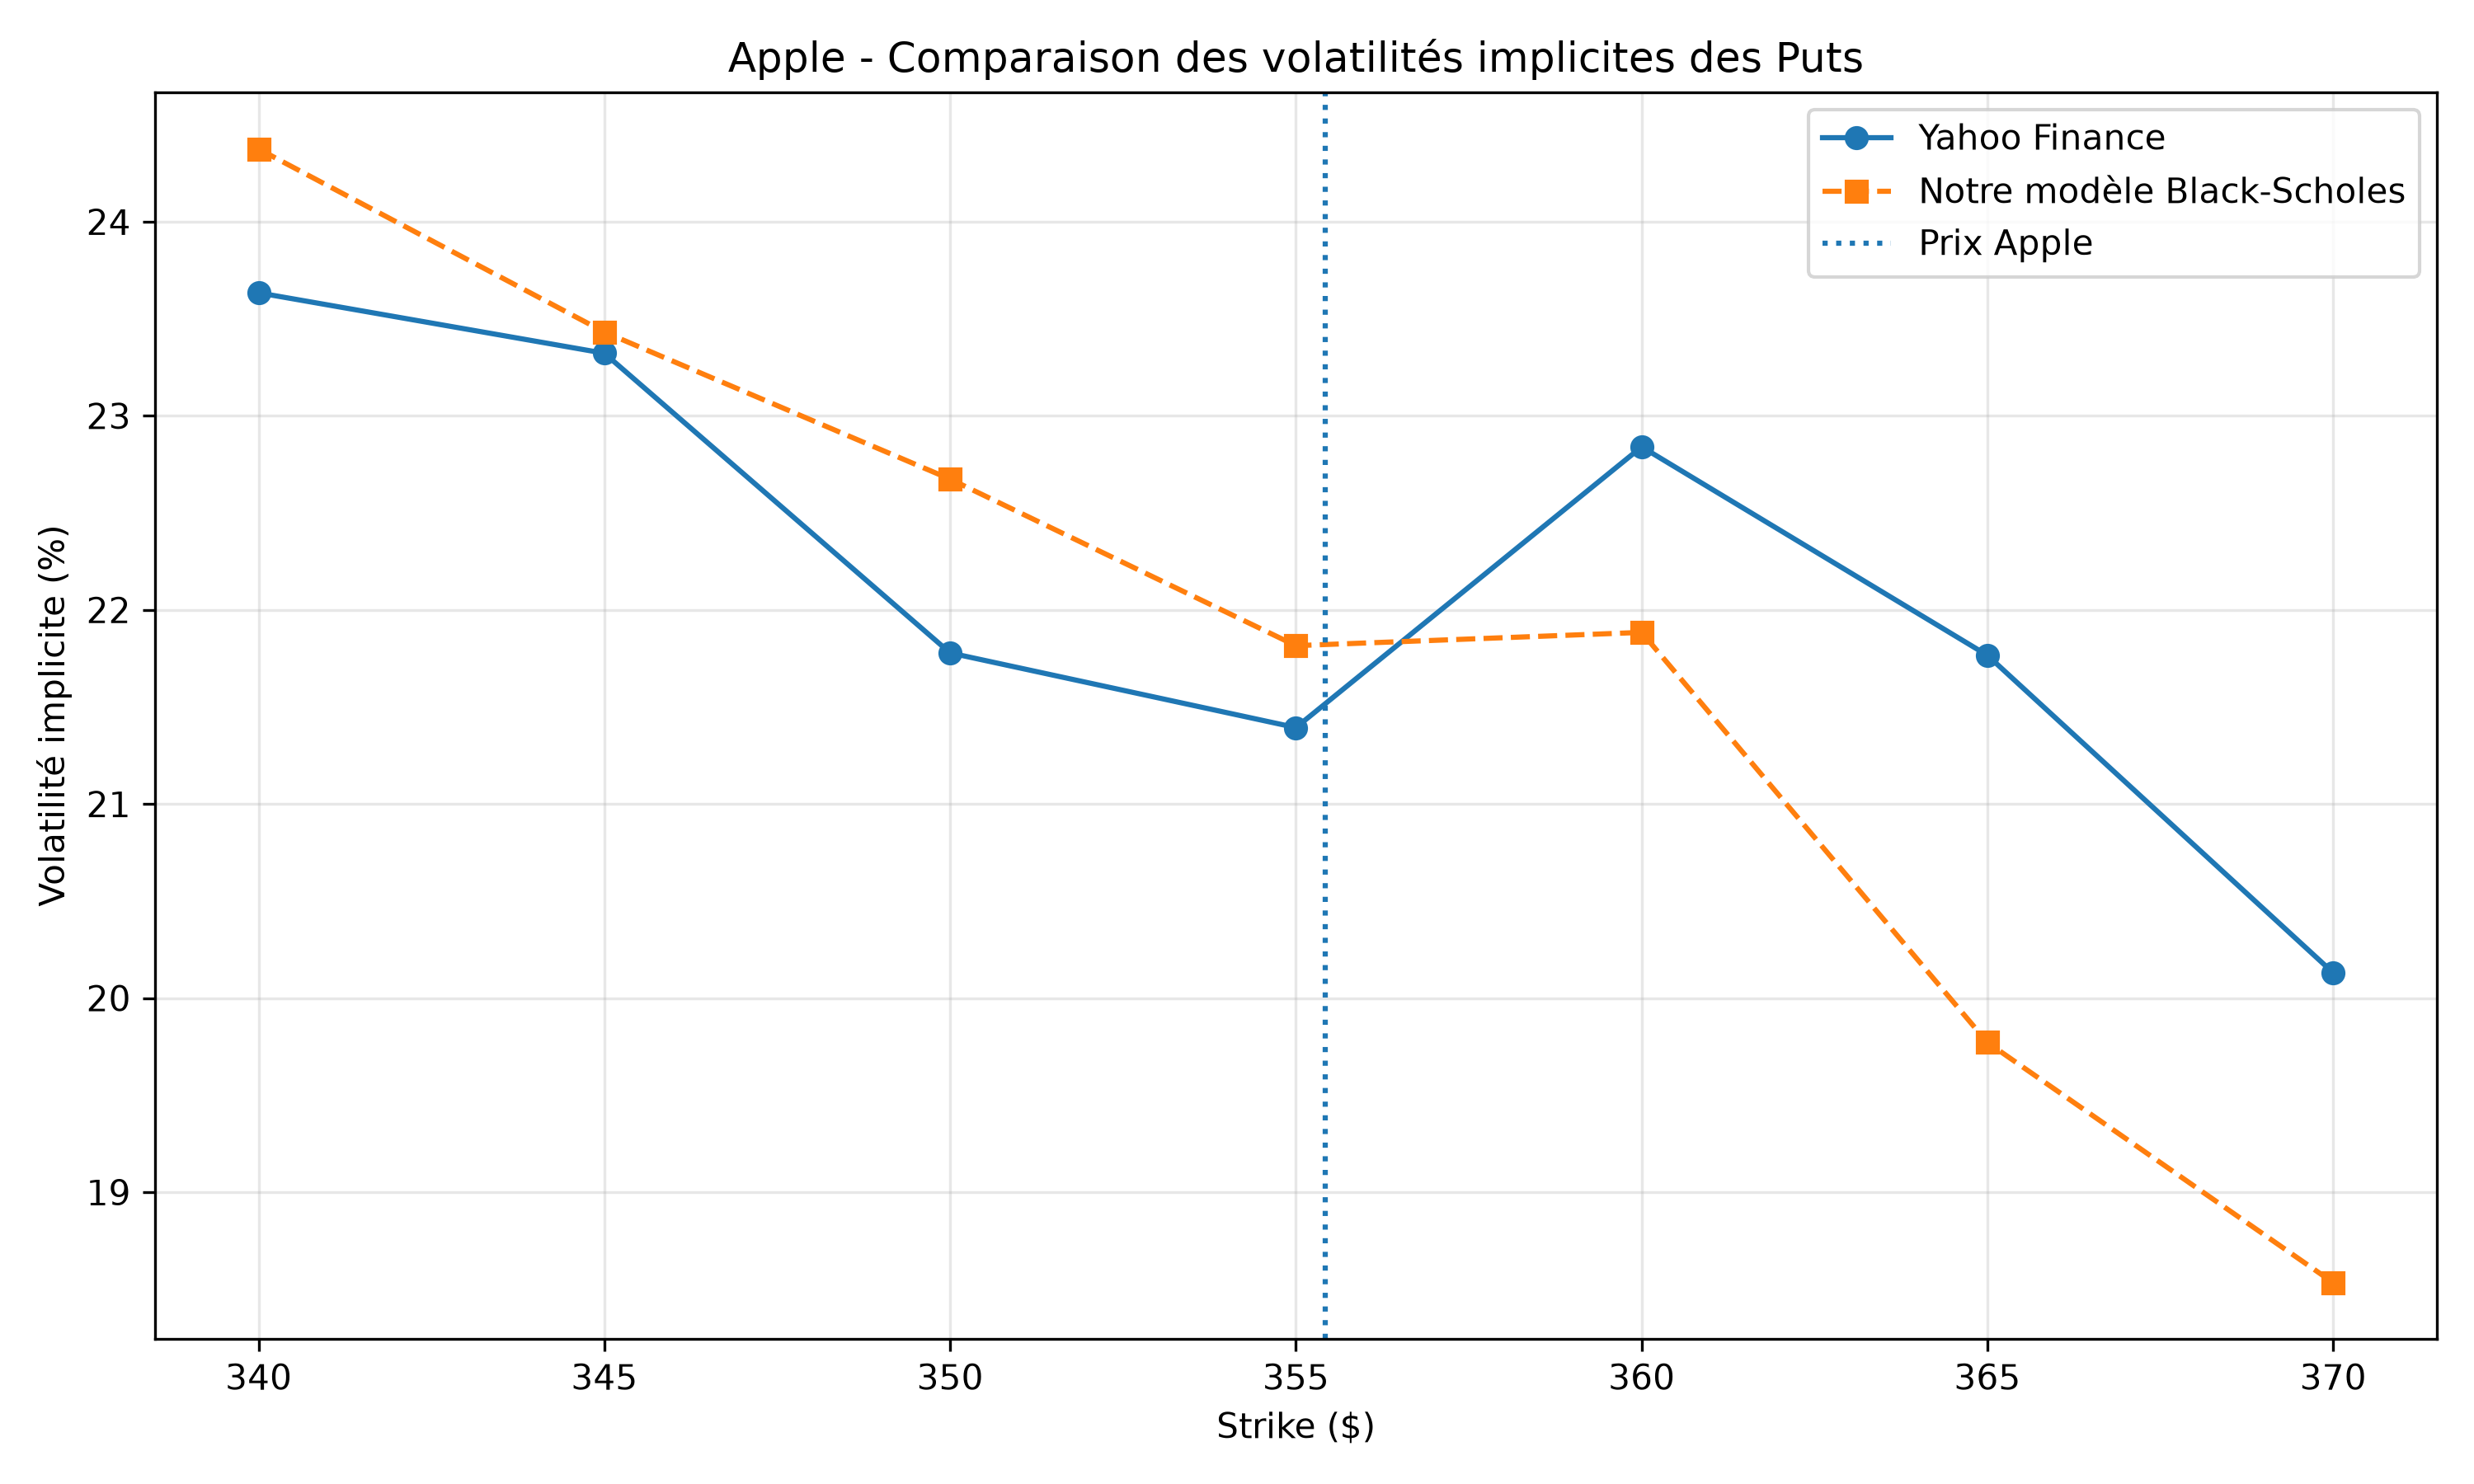 Apple - Comparaison des volatilités implicites des Puts
Yahoo Finance
Notre modèle Black-Scholes
Prix Apple
Volatilité implicite (%)
24
23
22
21
20
19
340 345 350 355 360 365 370
Strike ($)